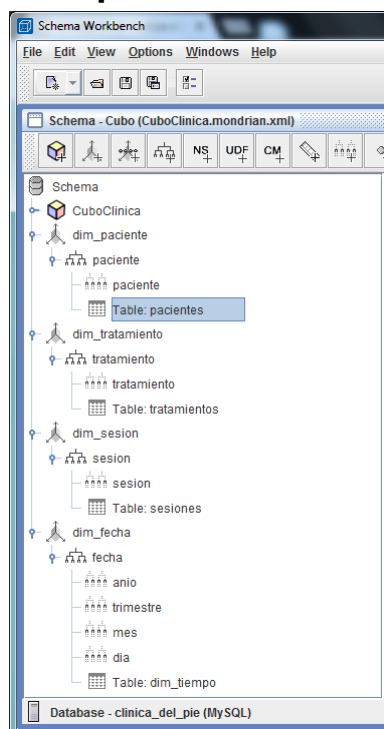 Schema Workbench
File Edit View Options Windows Help
Schema - Cubo (CuboClinica.mondrian.xml)
NS UDF CM
Schema
CuboClinica
dim_paciente
paciente
paciente
Table: pacientes
dim_tratamiento
tratamiento
tratamiento
Table: tratamientos
dim_sesion
sesion
sesion
Table: sesiones
dim_fecha
fecha
anio
trimestre
mes
dia
Table: dim_tiempo
Database - clinica_del_pie (MySQL)